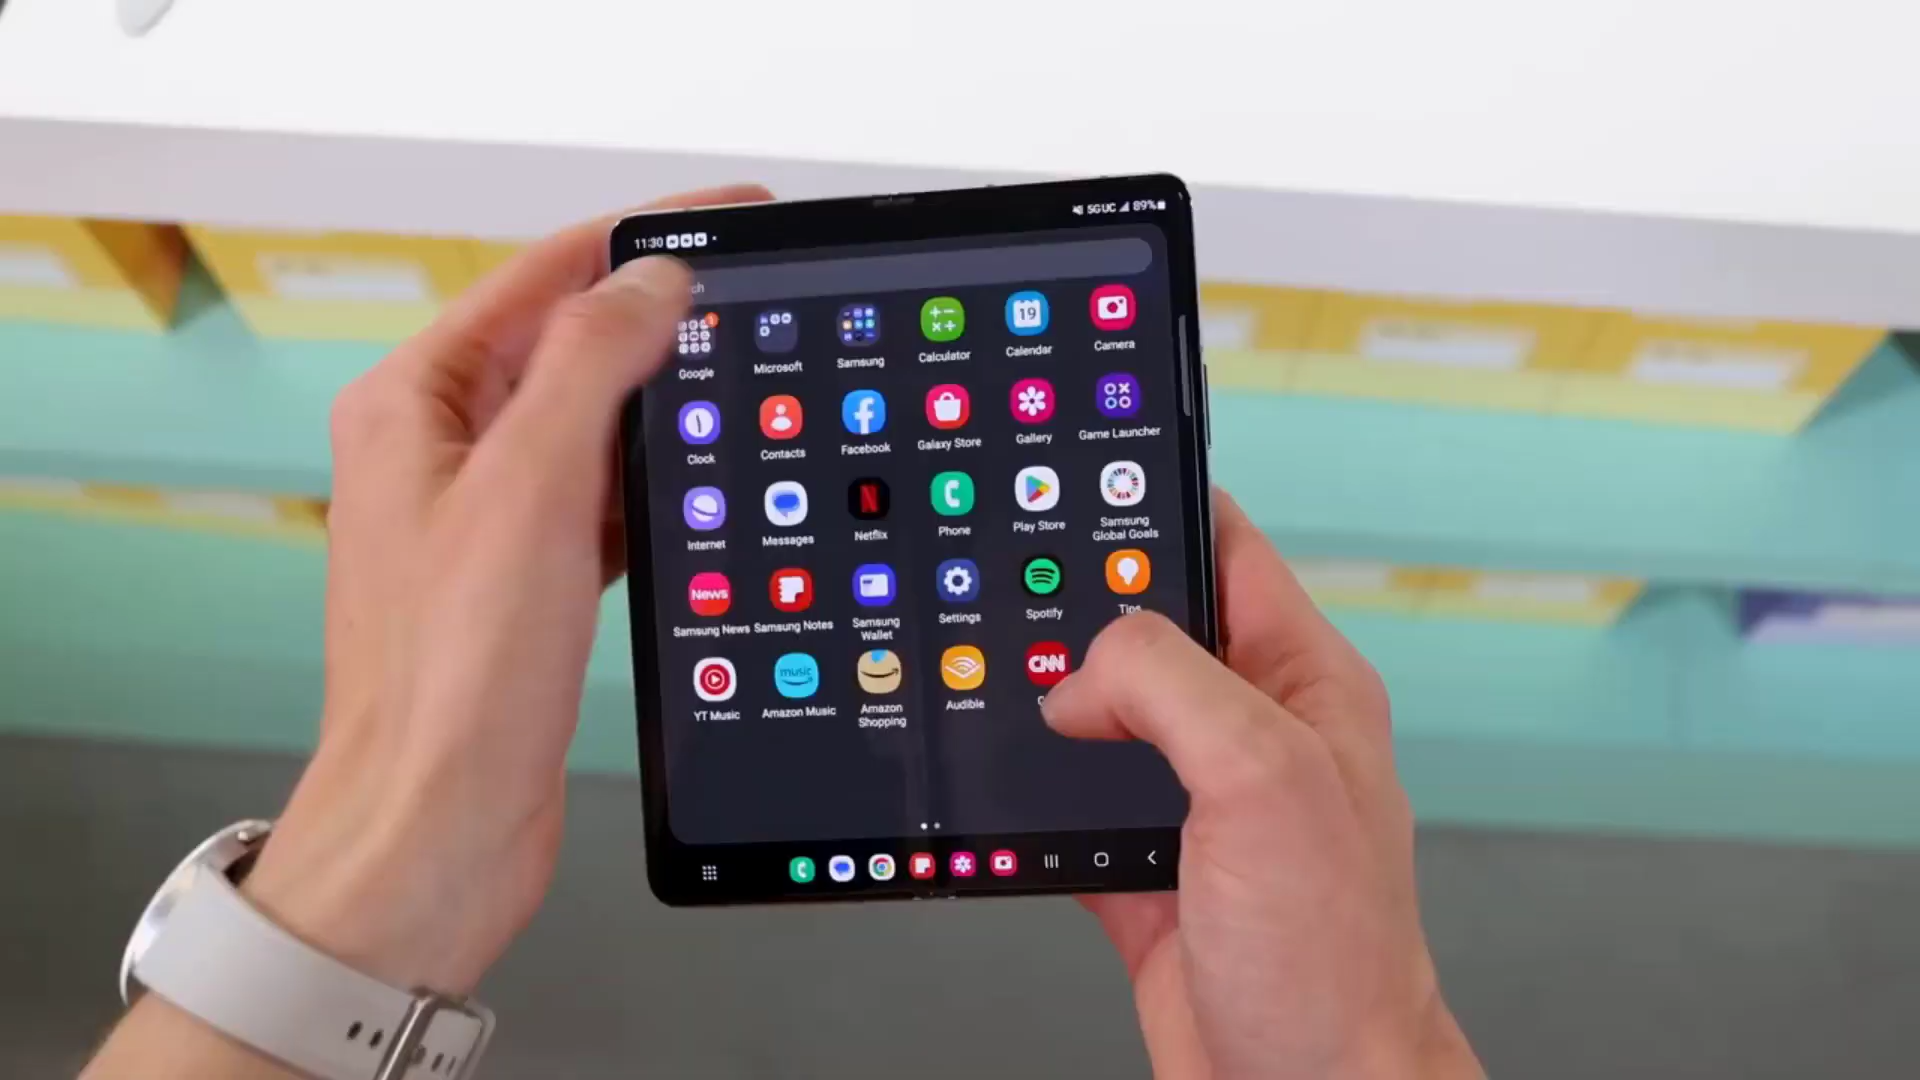 11:30
5GUC 89%
ch
Google Microsoft Samsung Calculator Calendar Camera
19
Clock Contacts Facebook Galaxy Store Gallery Game Launcher
Internet Messages Netflix Phone Play Store Samsung Global Goals
N
News
Samsung News Samsung Notes Samsung Wallet Settings Spotify Tips
music
CNN
YT Music Amazon Music Amazon Shopping Audible